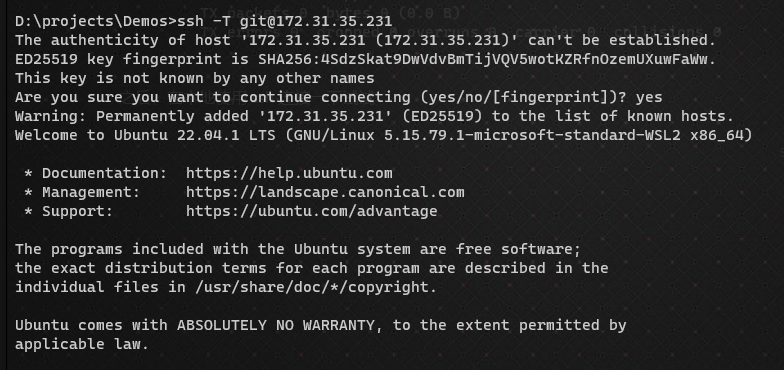 D:\projects\Demos>ssh -T git@172.31.35.231
The authenticity of host '172.31.35.231 (172.31.35.231)' can't be established.
ED25519 key fingerprint is SHA256:4SdzSkat9DwVdvBmTijVQV5wotKZRfnOzemUXuwFaWw.
This key is not known by any other names
Are you sure you want to continue connecting (yes/no/[fingerprint])? yes
Warning: Permanently added '172.31.35.231' (ED25519) to the list of known hosts.
Welcome to Ubuntu 22.04.1 LTS (GNU/Linux 5.15.79.1-microsoft-standard-WSL2 x86_64)

 * Documentation:  https://help.ubuntu.com
 * Management:     https://landscape.canonical.com
 * Support:        https://ubuntu.com/advantage

The programs included with the Ubuntu system are free software;
the exact distribution terms for each program are described in the
individual files in /usr/share/doc/*/copyright.

Ubuntu comes with ABSOLUTELY NO WARRANTY, to the extent permitted by
applicable law.